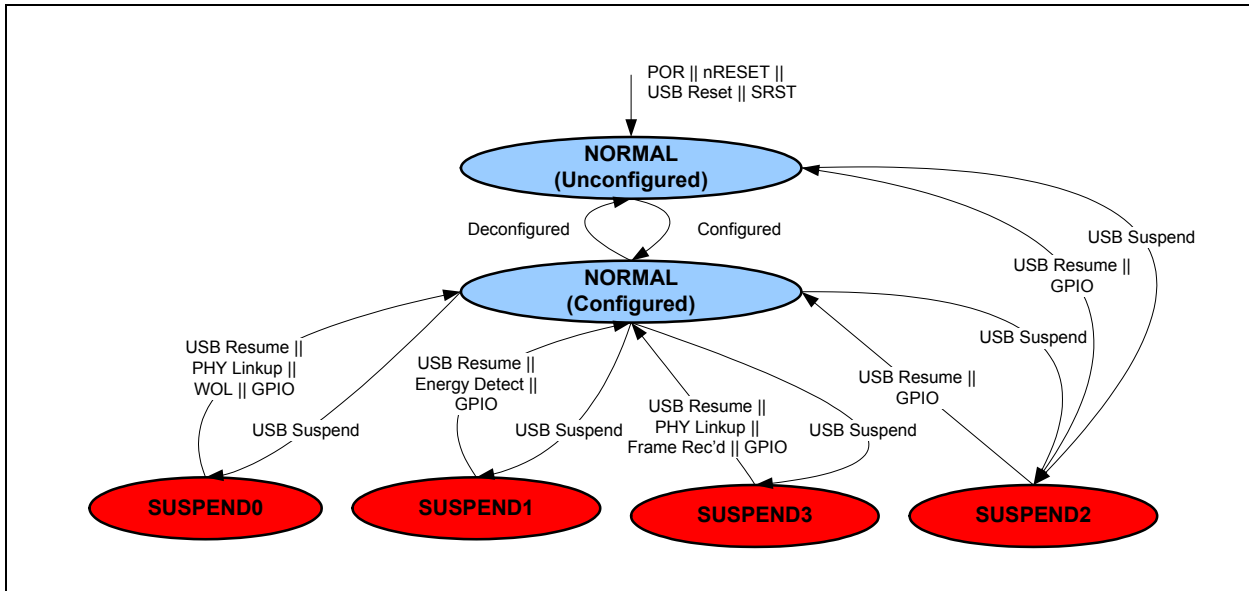 POR || nRESET ||
USB Reset || SRST
NORMAL
(Unconfigured)
Deconfigured
Configured
USB Suspend
USB Resume ||
GPIO
NORMAL
(Configured)
USB Resume ||
PHY Linkup ||
WOL || GPIO
USB Suspend
USB Resume ||
Energy Detect ||
GPIO
USB Suspend
USB Resume ||
PHY Linkup ||
Frame Rec'd || GPIO
USB Suspend
USB Resume ||
GPIO
USB Suspend
SUSPEND0
SUSPEND1
SUSPEND3
SUSPEND2